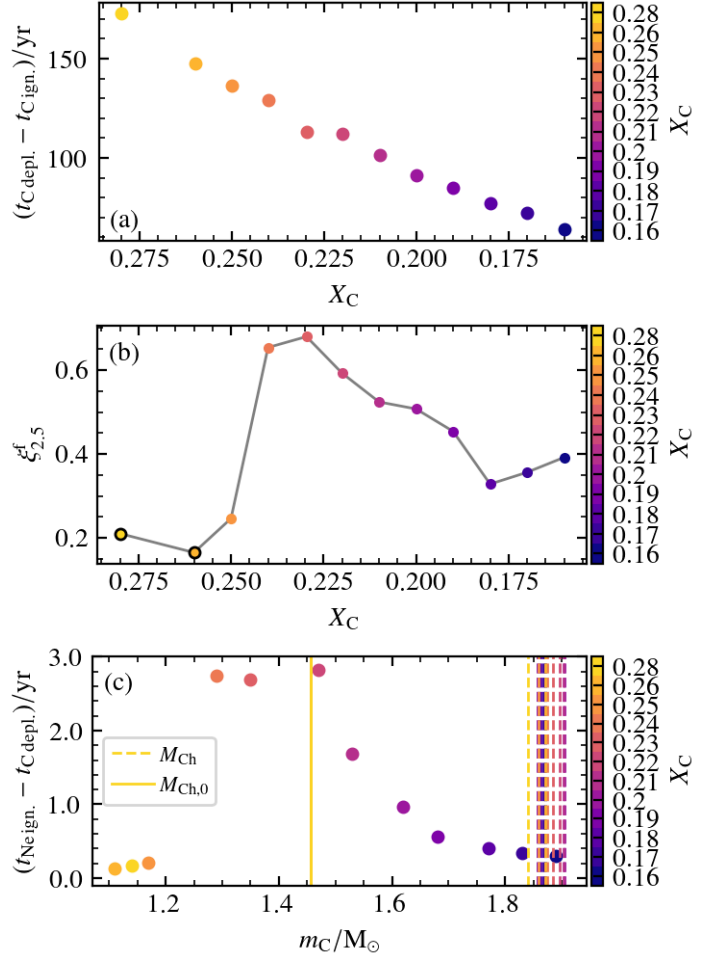 150
100
(t_C depl. − t_C ign.)/yr
(a)
0.275 0.250 0.225 0.200 0.175
X_C
0.28
0.26
0.25
0.24
0.23
0.22
0.21
0.2
0.19
0.18
0.17
0.16
X_C
(b)
0.6
0.4
0.2
ξ^f_2.5
0.275 0.250 0.225 0.200 0.175
X_C
0.28
0.26
0.25
0.24
0.23
0.22
0.21
0.2
0.19
0.18
0.17
0.16
X_C
(c)
3.0
2.0
1.0
0.0
(t_Ne ign. − t_C depl.)/yr
M_Ch
M_Ch,0
1.2 1.4 1.6 1.8
m_C/M_⊙
0.28
0.26
0.25
0.24
0.23
0.22
0.21
0.2
0.19
0.18
0.17
0.16
X_C